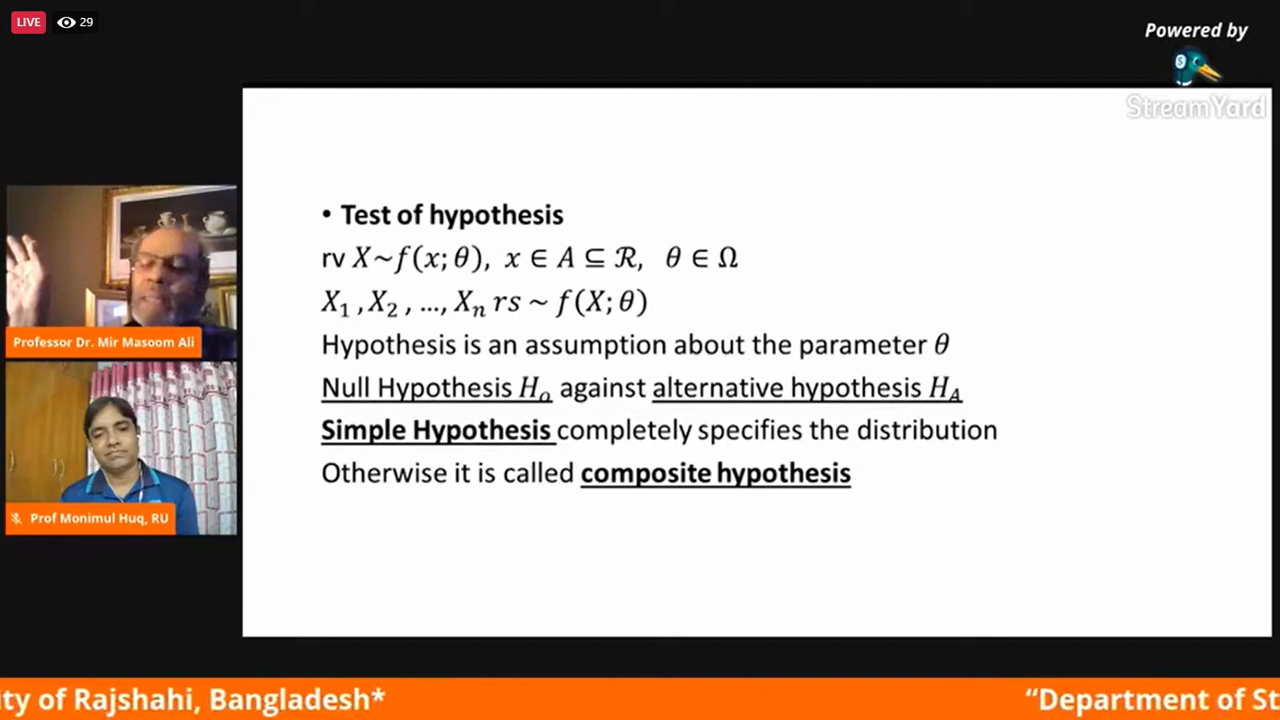 LIVE 29
Powered by
StreamYard
• Test of hypothesis
rv X~f(x; θ), x ∈ A ⊆ ℛ, θ ∈ Ω
X₁ , X₂ , …, Xₙ rs ~ f(X; θ)
Hypothesis is an assumption about the parameter θ
Null Hypothesis Hₒ against alternative hypothesis H_A
Simple Hypothesis completely specifies the distribution
Otherwise it is called composite hypothesis
Professor Dr. Mir Masoom Ali
Prof Monimul Huq, RU
ity of Rajshahi, Bangladesh* “Department of St